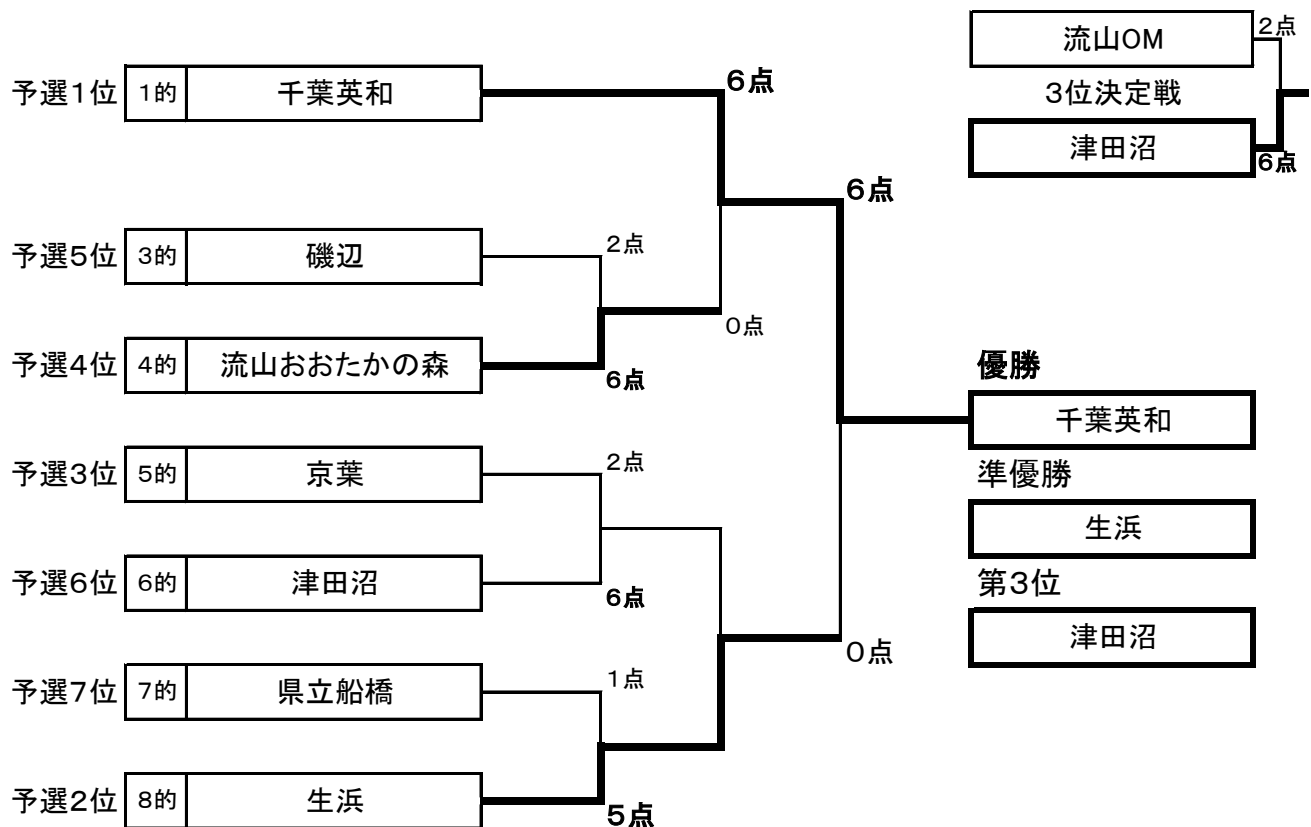 流山OM
2点
3位決定戦
津田沼
6点
予選1位 1的 千葉英和
6点
6点
予選5位 3的 磯辺
2点
0点
予選4位 4的 流山おおたかの森
6点
予選3位 5的 京葉
2点
予選6位 6的 津田沼
6点
0点
予選7位 7的 県立船橋
1点
予選2位 8的 生浜
5点
優勝
千葉英和
準優勝
生浜
第3位
津田沼